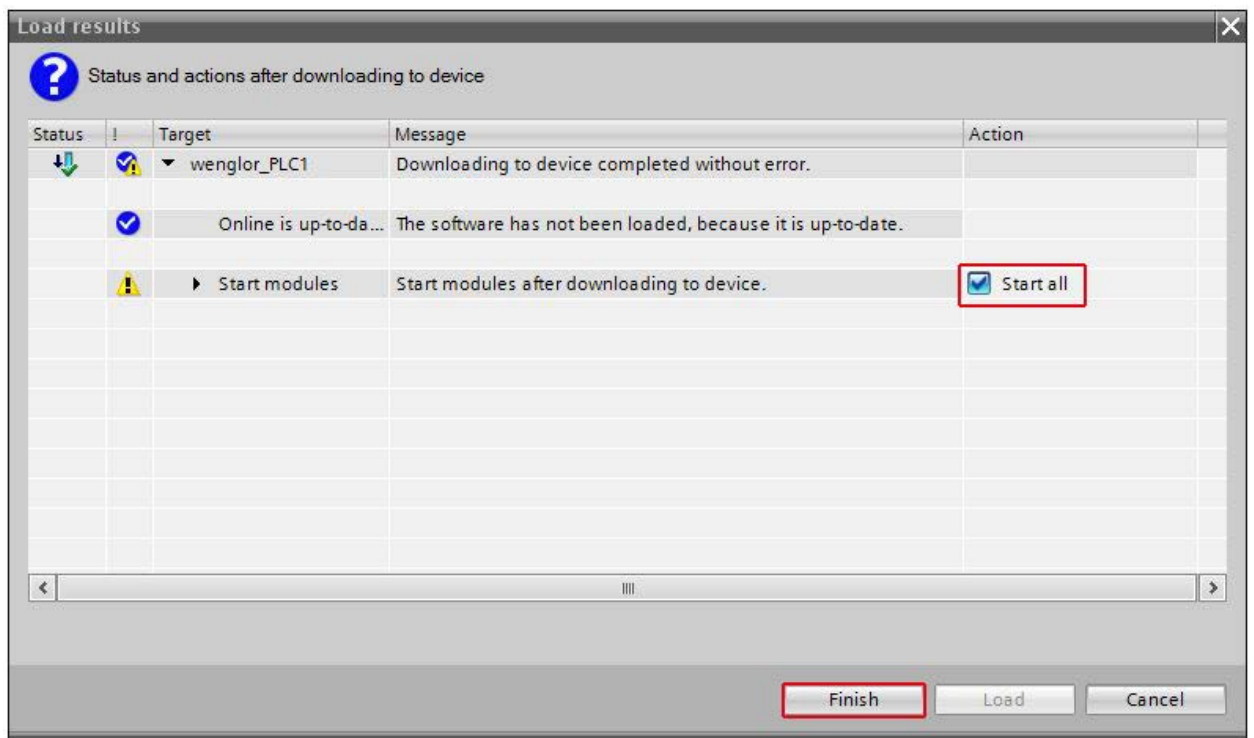 Load results
Status and actions after downloading to device
Status ! Target Message Action
wenglor_PLC1 Downloading to device completed without error.
Online is up-to-da... The software has not been loaded, because it is up-to-date.
Start modules Start modules after downloading to device. Start all
Finish Load Cancel